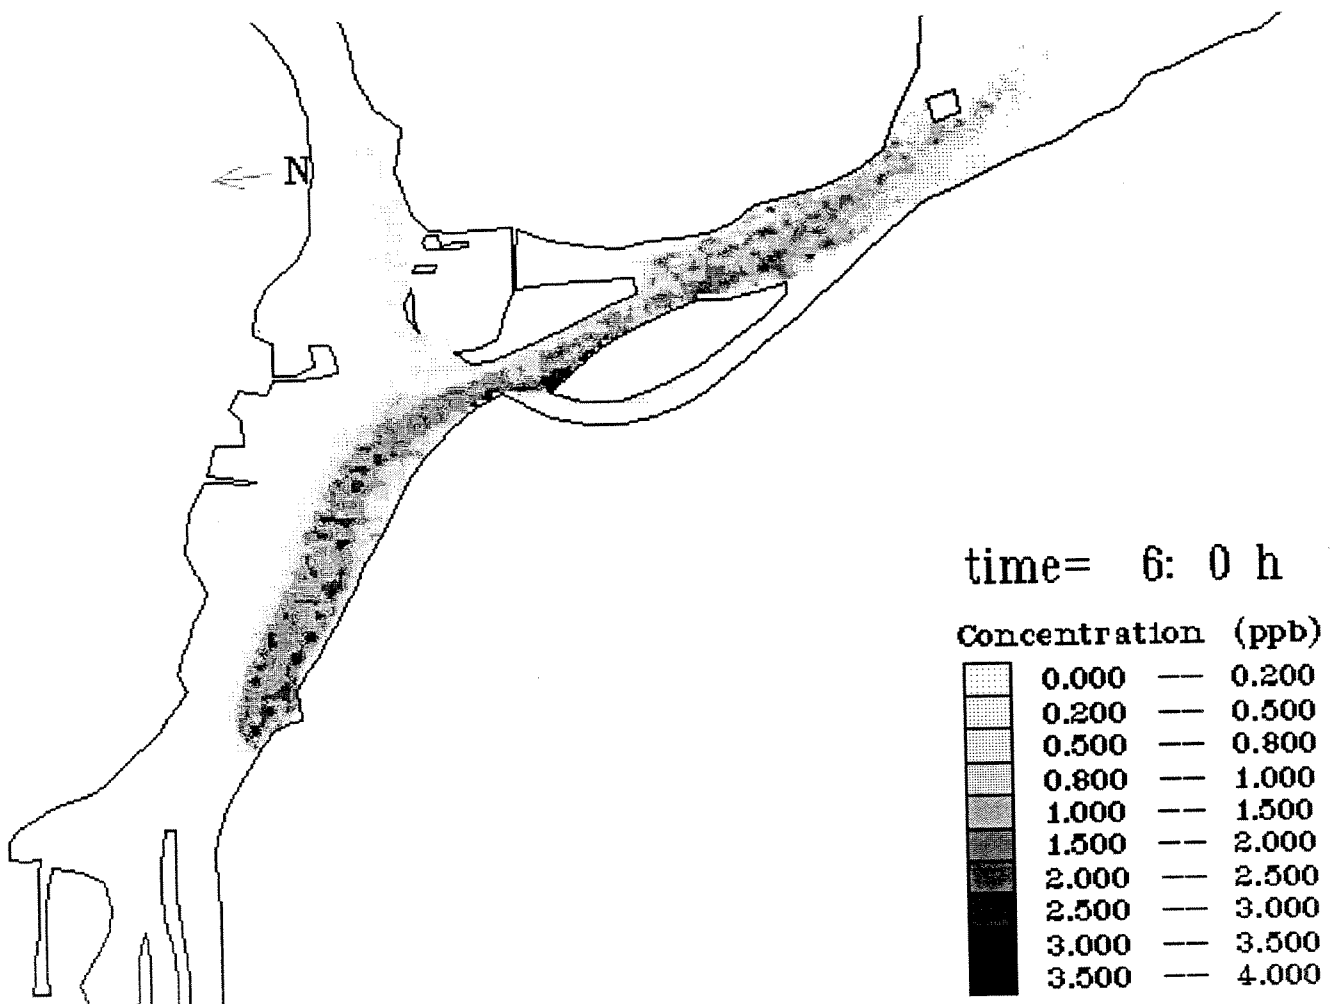 N
time= 6: 0 h
Concentration (ppb)
0.000 -- 0.200
0.200 -- 0.500
0.500 -- 0.800
0.800 -- 1.000
1.000 -- 1.500
1.500 -- 2.000
2.000 -- 2.500
2.500 -- 3.000
3.000 -- 3.500
3.500 -- 4.000